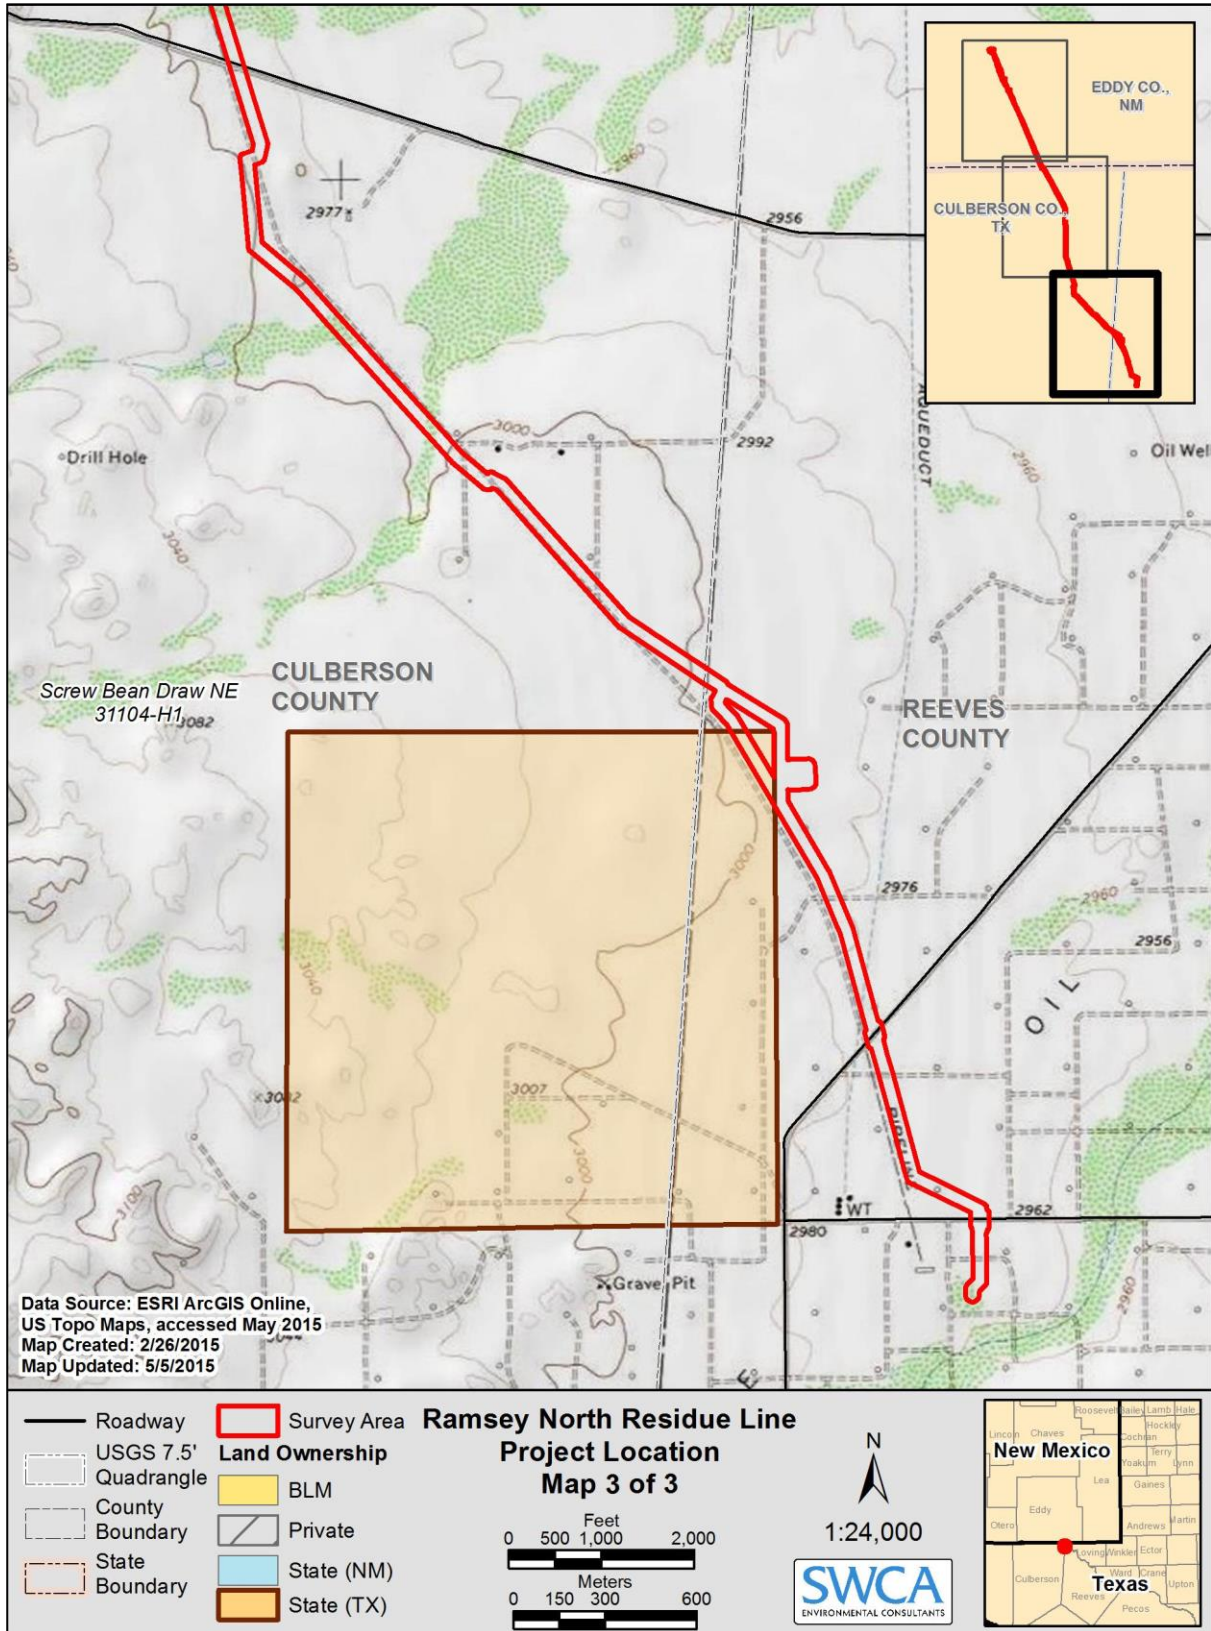 EDDY CO.,
NM
CULBERSON CO.,
TX
2960
2977
2956
AQUEDUCT
3000
2992
Drill Hole
2960
Oil Well
3040
CULBERSON
COUNTY
Screw Bean Draw NE
31104-H1
3082
REEVES
COUNTY
3000
2976
2960
2956
3040
OIL
3007
3082
3000
3100
PIPELIN
WT
2962
2980
Gravel Pit
2960
3044
Data Source: ESRI ArcGIS Online,
US Topo Maps, accessed May 2015
Map Created: 2/26/2015
Map Updated: 5/5/2015
E
Roadway
USGS 7.5'
Quadrangle
County
Boundary
State
Boundary
Survey Area
Land Ownership
BLM
Private
State (NM)
State (TX)
Ramsey North Residue Line
Project Location
Map 3 of 3
Feet
0 500 1,000 2,000
Meters
0 150 300 600
N
1:24,000
SWCA
ENVIRONMENTAL CONSULTANTS
Roosevelt Bailey Lamb Hale
Lincoln Chaves Hockley
Cochran
New Mexico Terry
Yoakum Lynn
Lea Gaines
Eddy
Otero Andrews Martin
Loving Winkler Ector
Culberson Ward Crane
Texas Upton
Reeves
Pecos